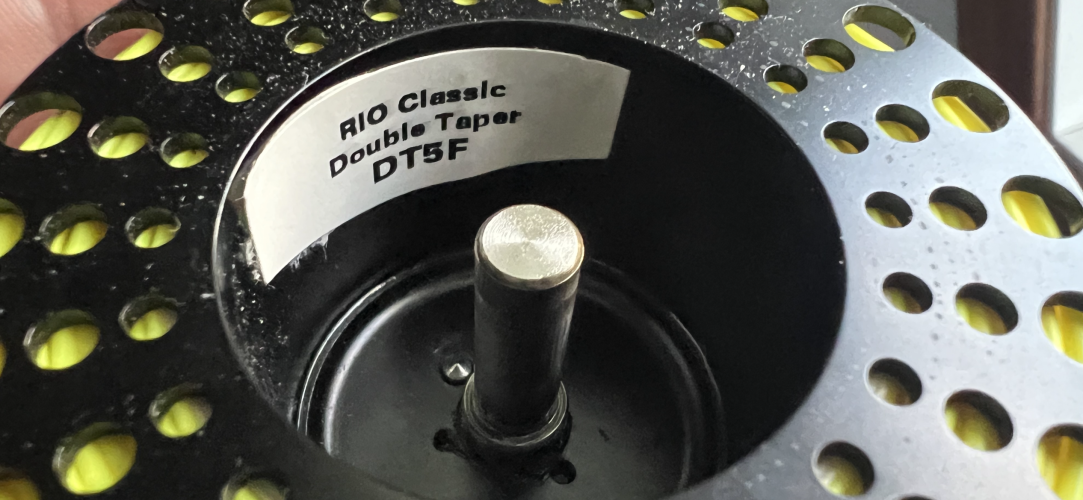 RIO Classic
Double Taper
DT5F